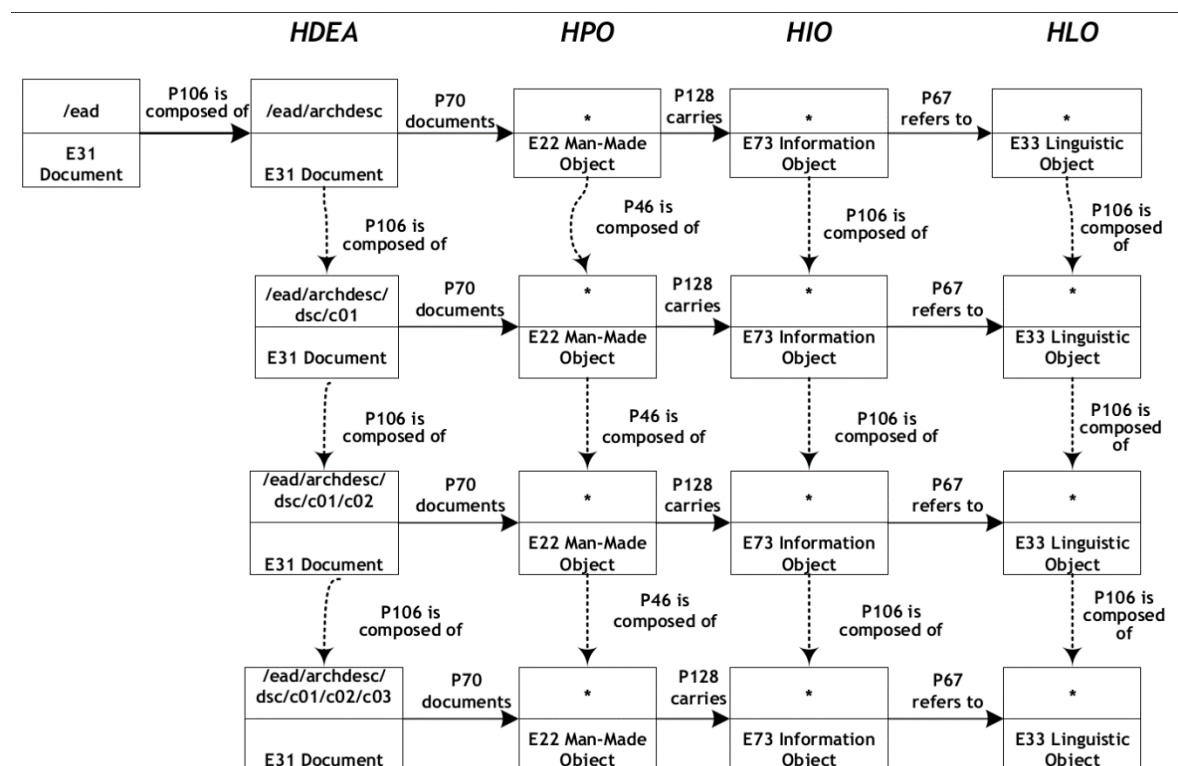 HDEA
HPO
HIO
HLO
/ead
E31
Document
P106 is
composed of
/ead/archdesc
E31 Document
P70
documents
*
E22 Man-Made
Object
P128
carries
*
E73 Information
Object
P67
refers to
*
E33 Linguistic
Object
P106 is
composed of
P46 is
composed of
P106 is
composed of
P106 is
composed
of
/ead/archdesc/
dsc/c01
E31 Document
P70
documents
*
E22 Man-Made
Object
P128
carries
*
E73 Information
Object
P67
refers to
*
E33 Linguistic
Object
P106 is
composed of
P46 is
composed of
P106 is
composed of
P106 is
composed
of
/ead/archdesc/
dsc/c01/c02
E31 Document
P70
documents
*
E22 Man-Made
Object
P128
carries
*
E73 Information
Object
P67
refers to
*
E33 Linguistic
Object
P106 is
composed of
P46 is
composed of
P106 is
composed of
P106 is
composed
of
/ead/archdesc/
dsc/c01/c02/c03
E31 Document
P70
documents
*
E22 Man-Made
Object
P128
carries
*
E73 Information
Object
P67
refers to
*
E33 Linguistic
Object